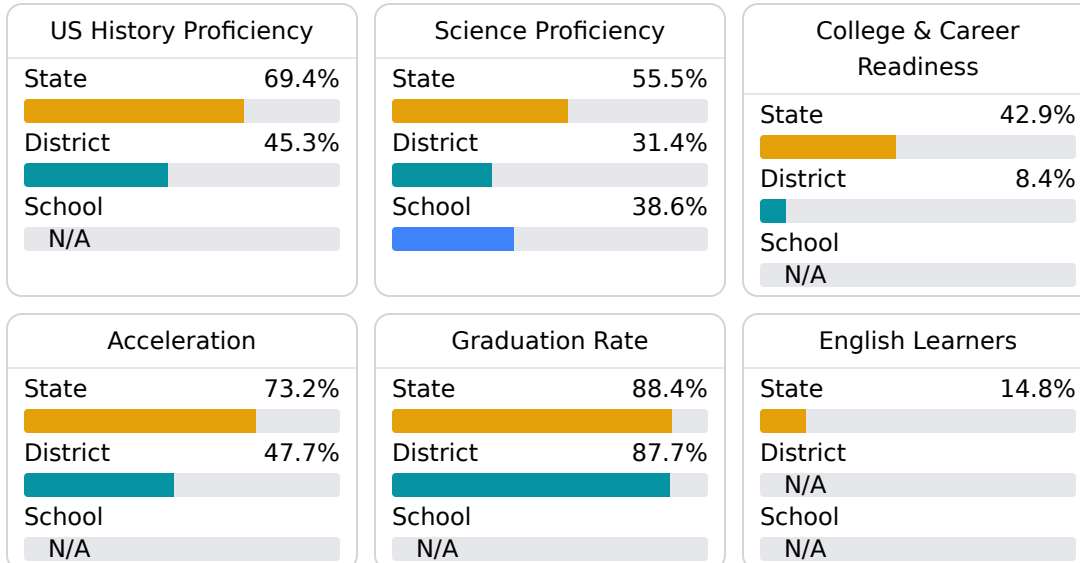 US History Proficiency
State 69.4%
District 45.3%
School
N/A
Science Proficiency
State 55.5%
District 31.4%
School 38.6%
College & Career
Readiness
State 42.9%
District 8.4%
School
N/A
Acceleration
State 73.2%
District 47.7%
School
N/A
Graduation Rate
State 88.4%
District 87.7%
School
N/A
English Learners
State 14.8%
District
N/A
School
N/A